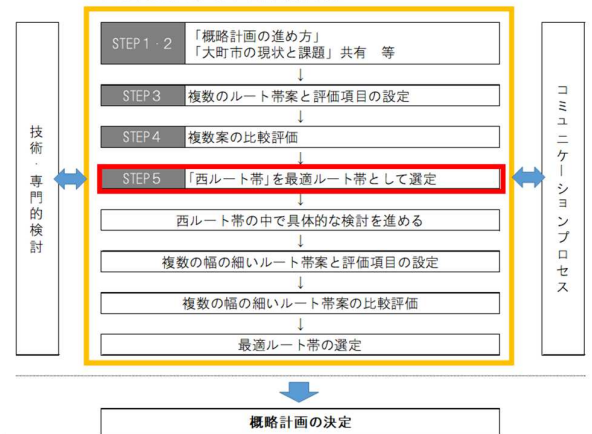 STEP 1・2
「概略計画の進め方」
「大町市の現状と課題」共有　等
↓
STEP 3
複数のルート帯案と評価項目の設定
↓
STEP 4
複数案の比較評価
↓
STEP 5
「西ルート帯」を最適ルート帯として選定
↓
西ルート帯の中で具体的な検討を進める
↓
複数の幅の細いルート帯案と評価項目の設定
↓
複数の幅の細いルート帯案の比較評価
↓
最適ルート帯の選定
技術・専門的検討
コミュニケーションプロセス
概略計画の決定